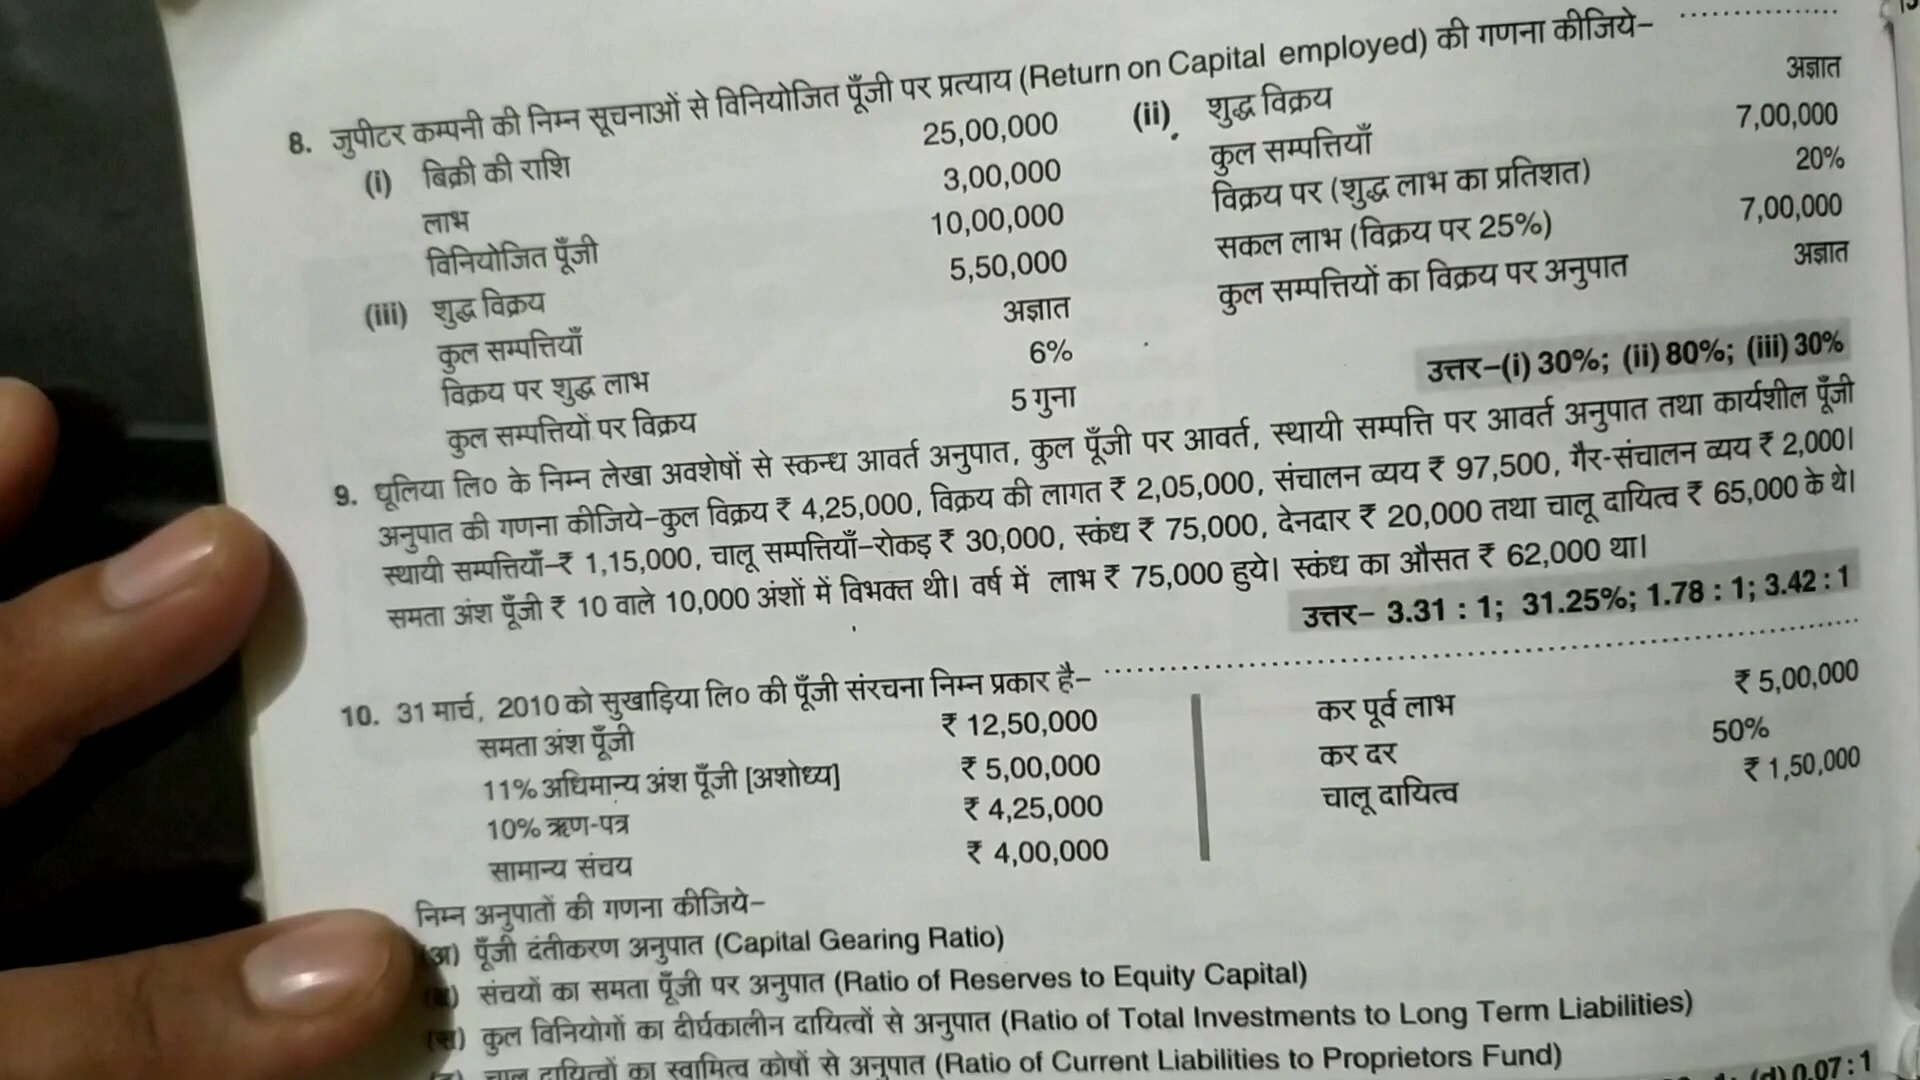 8. जुपीटर कम्पनी की निम्न सूचनाओं से विनियोजित पूँजी पर प्रत्याय (Return on Capital employed) की गणना कीजिये–
(i) बिक्री की राशि 25,00,000
लाभ 3,00,000
विनियोजित पूँजी 10,00,000
(iii) शुद्ध विक्रय 5,50,000
कुल सम्पत्तियाँ अज्ञात
विक्रय पर शुद्ध लाभ 6%
कुल सम्पत्तियों पर विक्रय 5 गुना
(ii) शुद्ध विक्रय अज्ञात
कुल सम्पत्तियाँ 7,00,000
विक्रय पर (शुद्ध लाभ का प्रतिशत) 20%
सकल लाभ (विक्रय पर 25%) 7,00,000
कुल सम्पत्तियों का विक्रय पर अनुपात अज्ञात
उत्तर–(i) 30%; (ii) 80%; (iii) 30%
9. धूलिया लि० के निम्न लेखा अवशेषों से स्कन्ध आवर्त अनुपात, कुल पूँजी पर आवर्त, स्थायी सम्पत्ति पर आवर्त अनुपात तथा कार्यशील पूँजी
अनुपात की गणना कीजिये–कुल विक्रय ₹ 4,25,000, विक्रय की लागत ₹ 2,05,000, संचालन व्यय ₹ 97,500, गैर-संचालन व्यय ₹ 2,000।
स्थायी सम्पत्तियाँ–₹ 1,15,000, चालू सम्पत्तियाँ–रोकड़ ₹ 30,000, स्कंध ₹ 75,000, देनदार ₹ 20,000 तथा चालू दायित्व ₹ 65,000 के थे।
समता अंश पूँजी ₹ 10 वाले 10,000 अंशों में विभक्त थी। वर्ष में लाभ ₹ 75,000 हुये। स्कंध का औसत ₹ 62,000 था।
उत्तर– 3.31 : 1; 31.25%; 1.78 : 1; 3.42 : 1
10. 31 मार्च, 2010 को सुखाड़िया लि० की पूँजी संरचना निम्न प्रकार है–
समता अंश पूँजी ₹ 12,50,000
11% अधिमान्य अंश पूँजी [अशोध्य] ₹ 5,00,000
10% ऋण-पत्र ₹ 4,25,000
सामान्य संचय ₹ 4,00,000
कर पूर्व लाभ ₹ 5,00,000
कर दर 50%
चालू दायित्व ₹ 1,50,000
निम्न अनुपातों की गणना कीजिये–
(अ) पूँजी दंतीकरण अनुपात (Capital Gearing Ratio)
संचयों का समता पूँजी पर अनुपात (Ratio of Reserves to Equity Capital)
कुल विनियोगों का दीर्घकालीन दायित्वों से अनुपात (Ratio of Total Investments to Long Term Liabilities)
चालू दायित्वों का स्वामित्व कोषों से अनुपात (Ratio of Current Liabilities to Proprietors Fund)
(d) 0.07 : 1